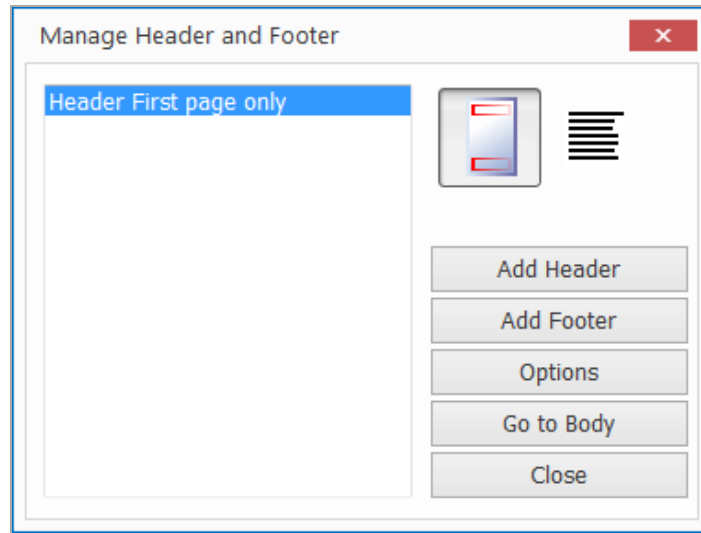 Manage Header and Footer
Header First page only
Add Header
Add Footer
Options
Go to Body
Close